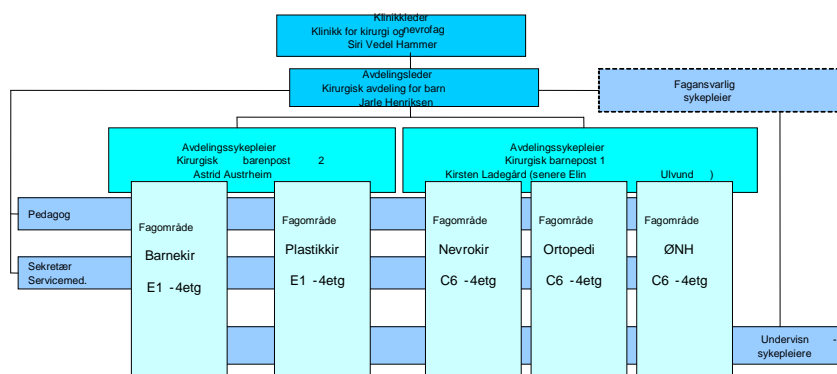 Klinikkleder
Klinikk for kirurgi og nevrofag
Siri Vedel Hammer
Avdelingsleder
Kirurgisk avdeling for barn
Jarle Henriksen
Fagansvarlig
sykepleier
Avdelingssykepleier
Kirurgisk barenpost 2
Astrid Austrheim
Avdelingssykepleier
Kirurgisk barnepost 1
Kirsten Ladegård (senere Elin Ulvund )
Pedagog
Sekretær
Servicemed.
Fagområde
Barnekir
E1 -4etg
Fagområde
Plastikkir
E1 -4etg
Fagområde
Nevrokir
C6 -4etg
Fagområde
Ortopedi
C6 -4etg
Fagområde
ØNH
C6 -4etg
Undervisn -
sykepleiere